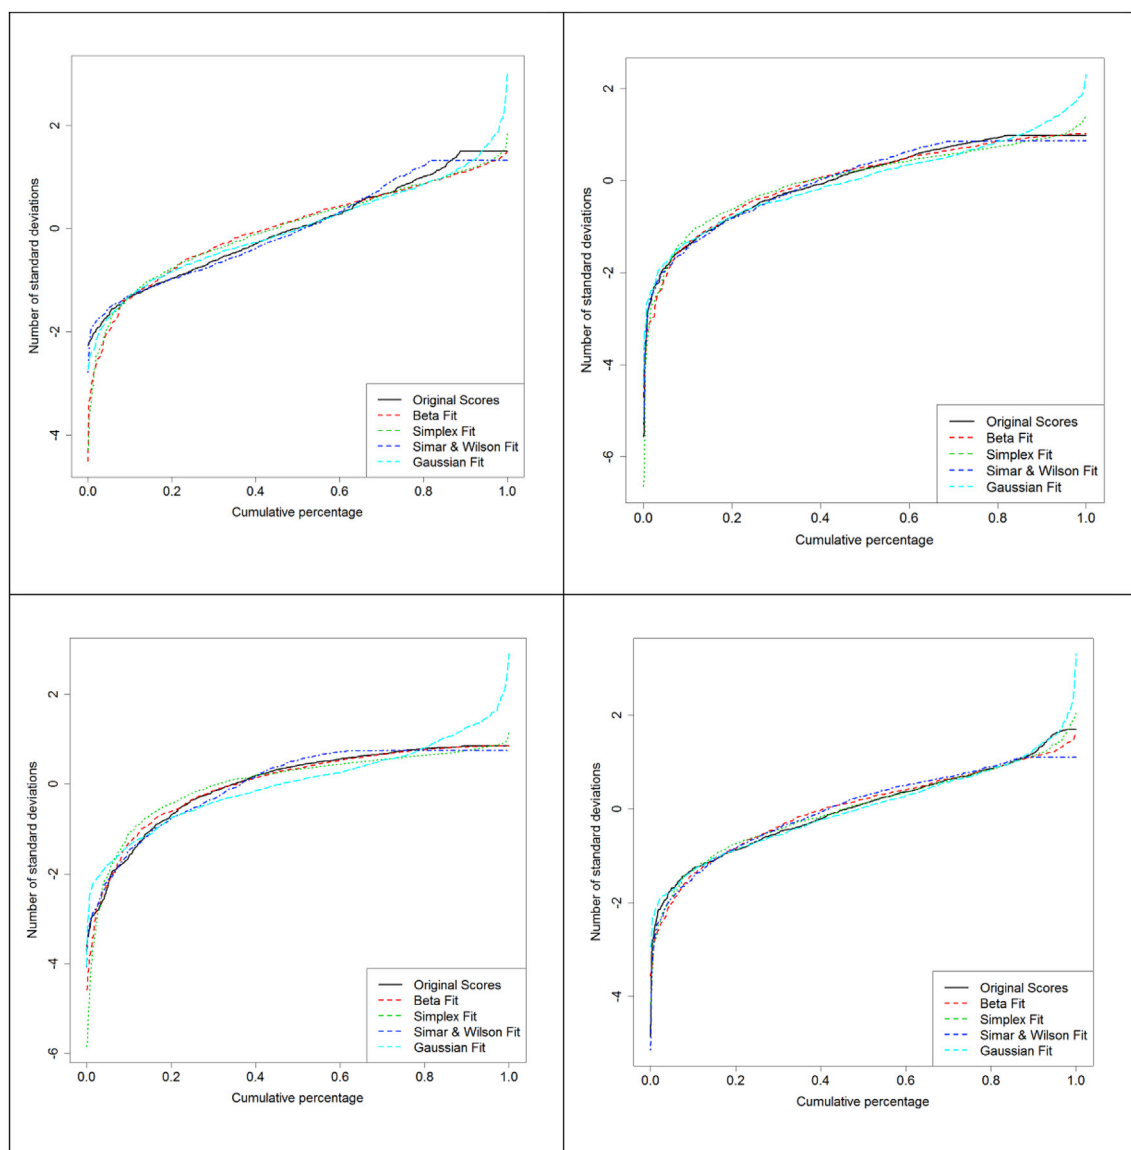 Number of standard deviations
2
0
-2
-4
Original Scores
Beta Fit
Simplex Fit
Simar & Wilson Fit
Gaussian Fit
0.0 0.2 0.4 0.6 0.8 1.0
Cumulative percentage
Number of standard deviations
2
0
-2
-4
-6
Original Scores
Beta Fit
Simplex Fit
Simar & Wilson Fit
Gaussian Fit
0.0 0.2 0.4 0.6 0.8 1.0
Cumulative percentage
Number of standard deviations
2
0
-2
-4
-6
Original Scores
Beta Fit
Simplex Fit
Simar & Wilson Fit
Gaussian Fit
0.0 0.2 0.4 0.6 0.8 1.0
Cumulative percentage
Number of standard deviations
2
0
-2
-4
Original Scores
Beta Fit
Simplex Fit
Simar & Wilson Fit
Gaussian Fit
0.0 0.2 0.4 0.6 0.8 1.0
Cumulative percentage